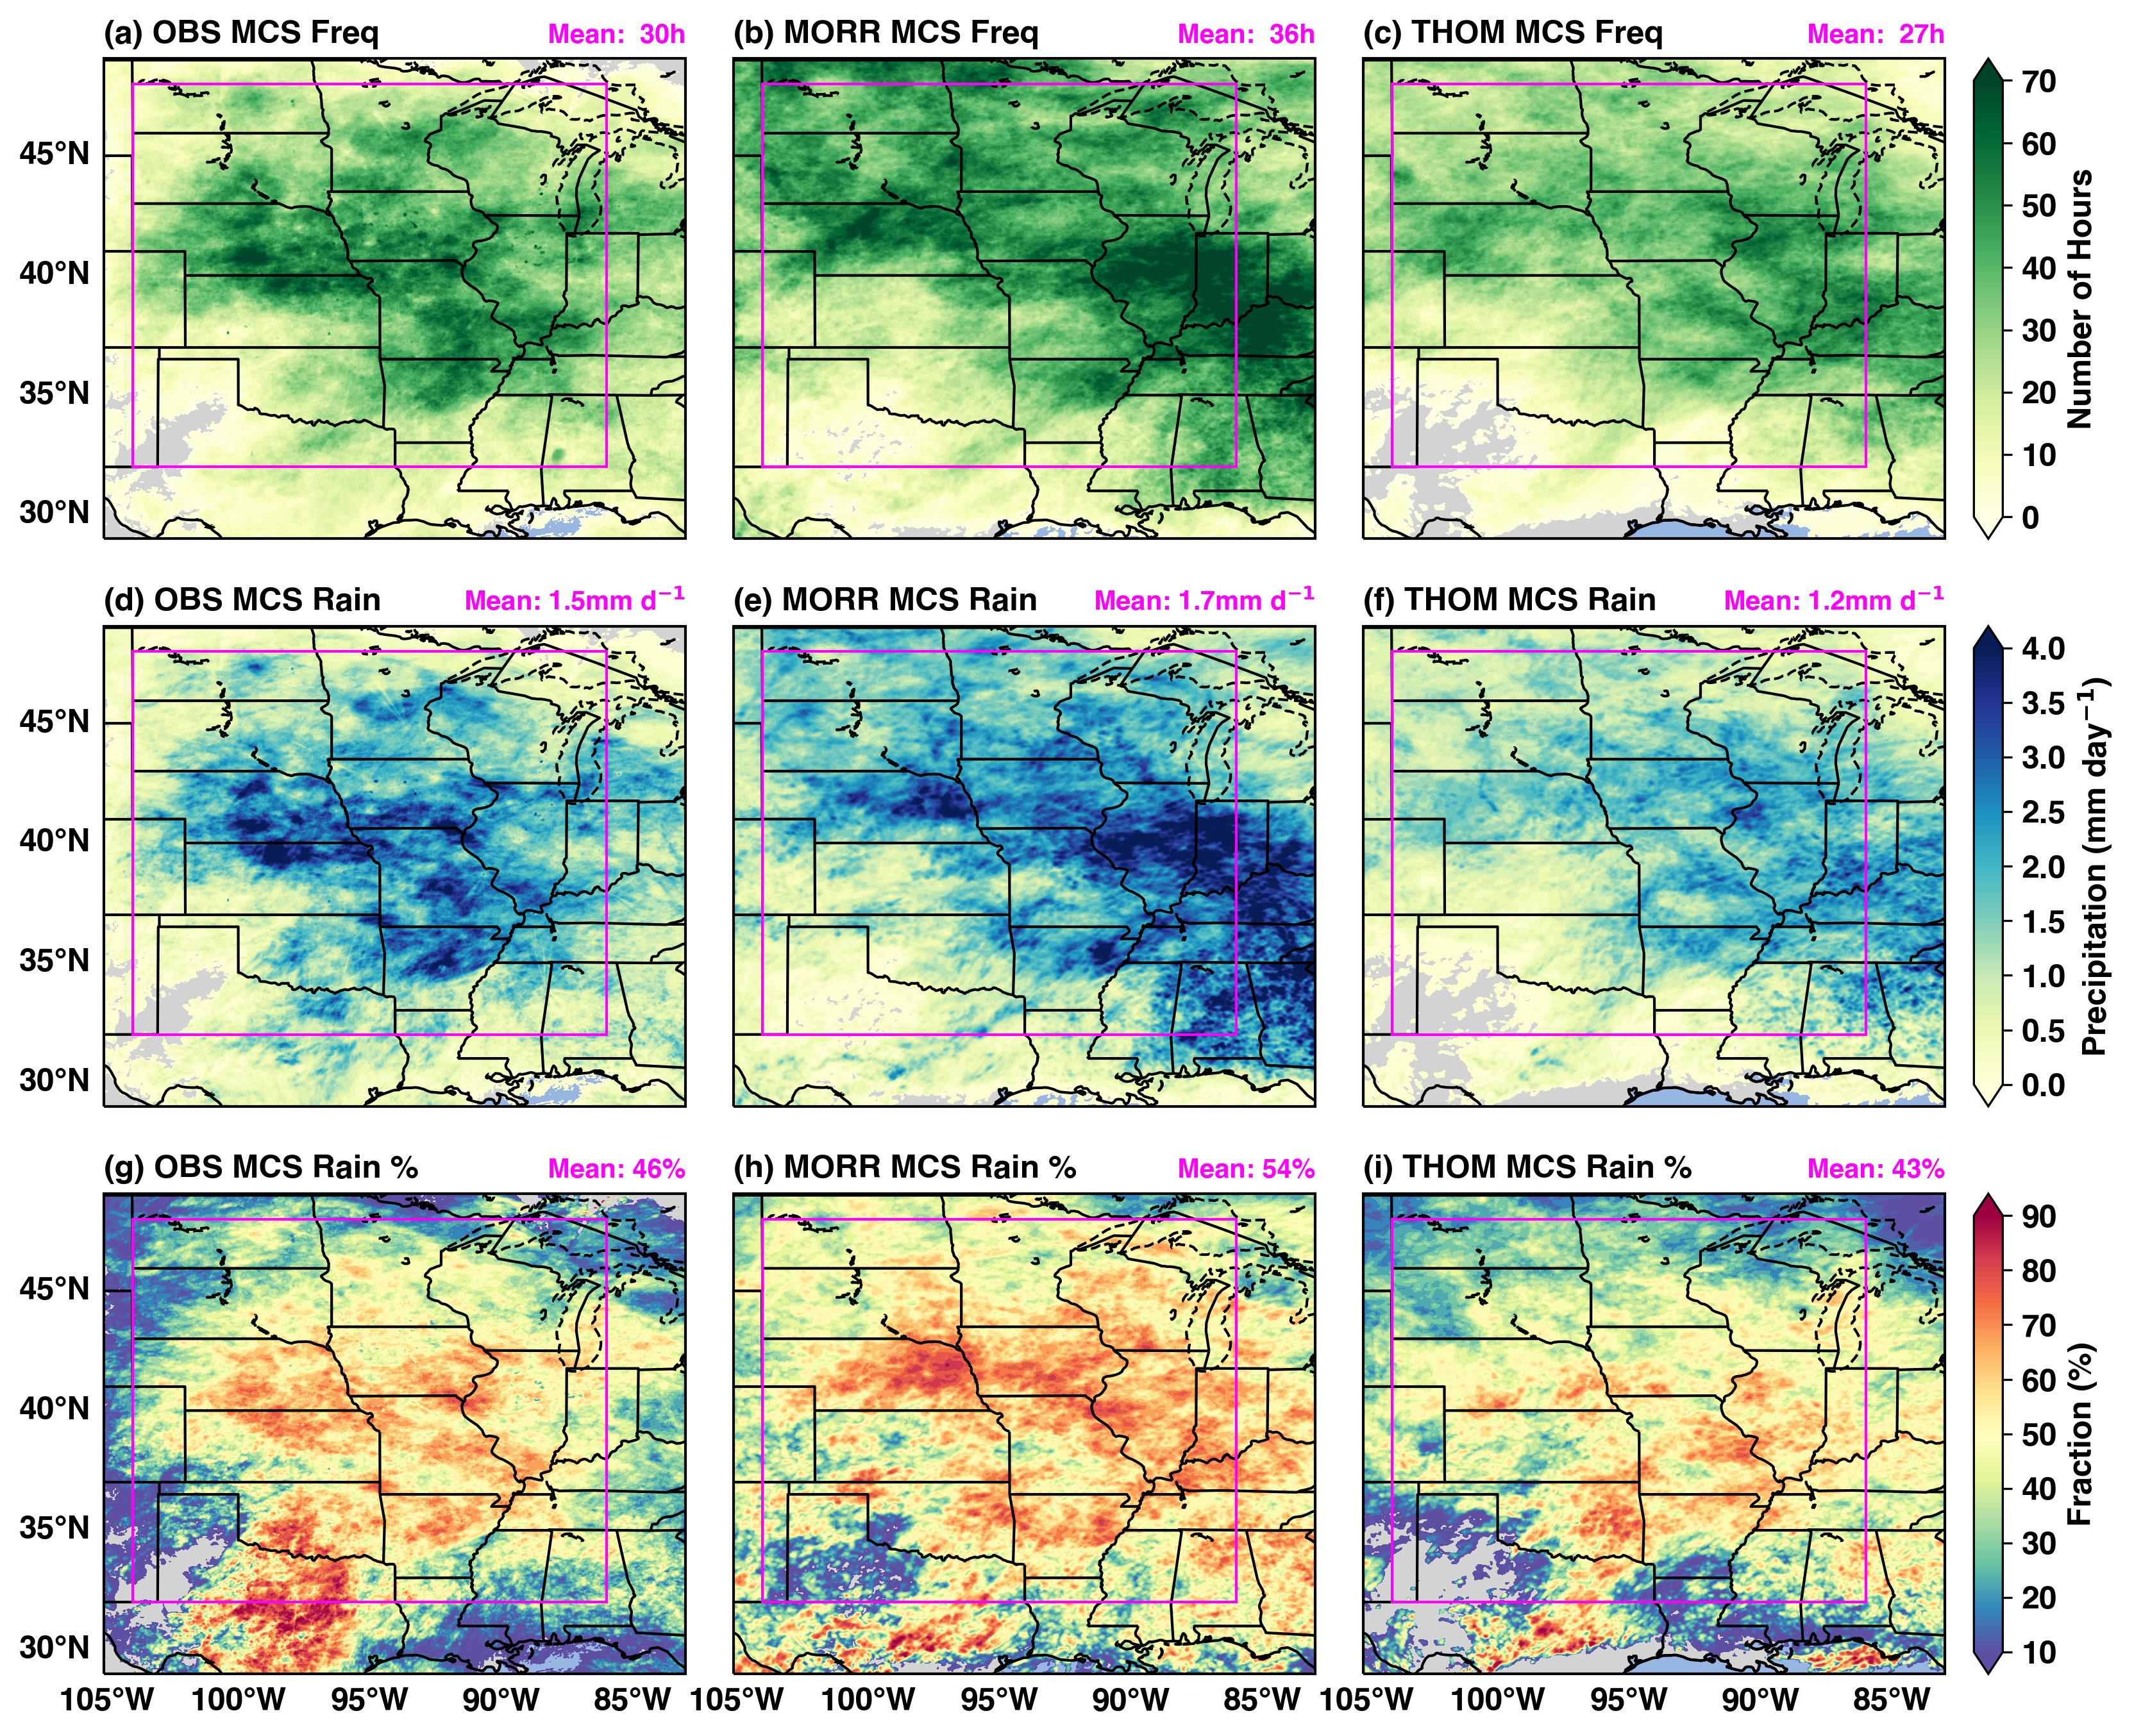 (a) OBS MCS Freq Mean: 30h
(b) MORR MCS Freq Mean: 36h
(c) THOM MCS Freq Mean: 27h
45°N
40°N
35°N
30°N
70
60
50
40
30
20
10
0
Number of Hours
(d) OBS MCS Rain Mean: 1.5mm d⁻¹
(e) MORR MCS Rain Mean: 1.7mm d⁻¹
(f) THOM MCS Rain Mean: 1.2mm d⁻¹
45°N
40°N
35°N
30°N
4.0
3.5
3.0
2.5
2.0
1.5
1.0
0.5
0.0
Precipitation (mm day⁻¹)
(g) OBS MCS Rain % Mean: 46%
(h) MORR MCS Rain % Mean: 54%
(i) THOM MCS Rain % Mean: 43%
45°N
40°N
35°N
30°N
90
80
70
60
50
40
30
20
10
Fraction (%)
105°W 100°W 95°W 90°W 85°W
105°W 100°W 95°W 90°W 85°W
105°W 100°W 95°W 90°W 85°W